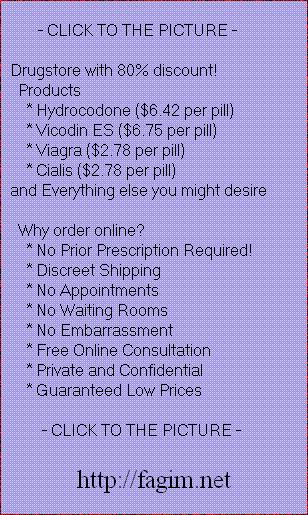 - CLICK TO THE PICTURE -
Drugstore with 80% discount!
Products
* Hydrocodone ($6.42 per pill)
* Vicodin ES ($6.75 per pill)
* Viagra ($2.78 per pill)
* Cialis ($2.78 per pill)
and Everything else you might desire
Why order online?
* No Prior Prescription Required!
* Discreet Shipping
* No Appointments
* No Waiting Rooms
* No Embarrassment
* Free Online Consultation
* Private and Confidential
* Guaranteed Low Prices
- CLICK TO THE PICTURE -
http://fagim.net